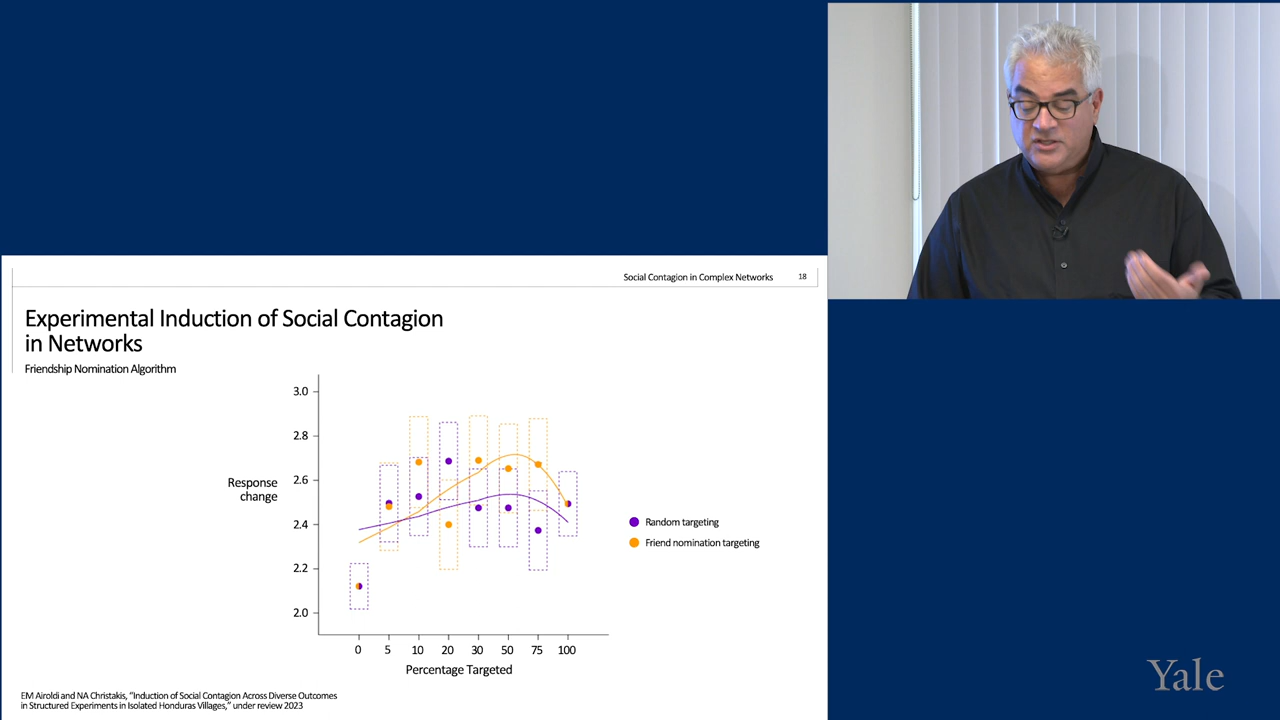 Social Contagion in Complex Networks 18
Experimental Induction of Social Contagion
in Networks
Friendship Nomination Algorithm
3.0
2.8
2.6
2.4
2.2
2.0
Response
change
0 5 10 20 30 50 75 100
Percentage Targeted
Random targeting
Friend nomination targeting
EM Airoldi and NA Christakis, "Induction of Social Contagion Across Diverse Outcomes
in Structured Experiments in Isolated Honduras Villages," under review 2023
Yale